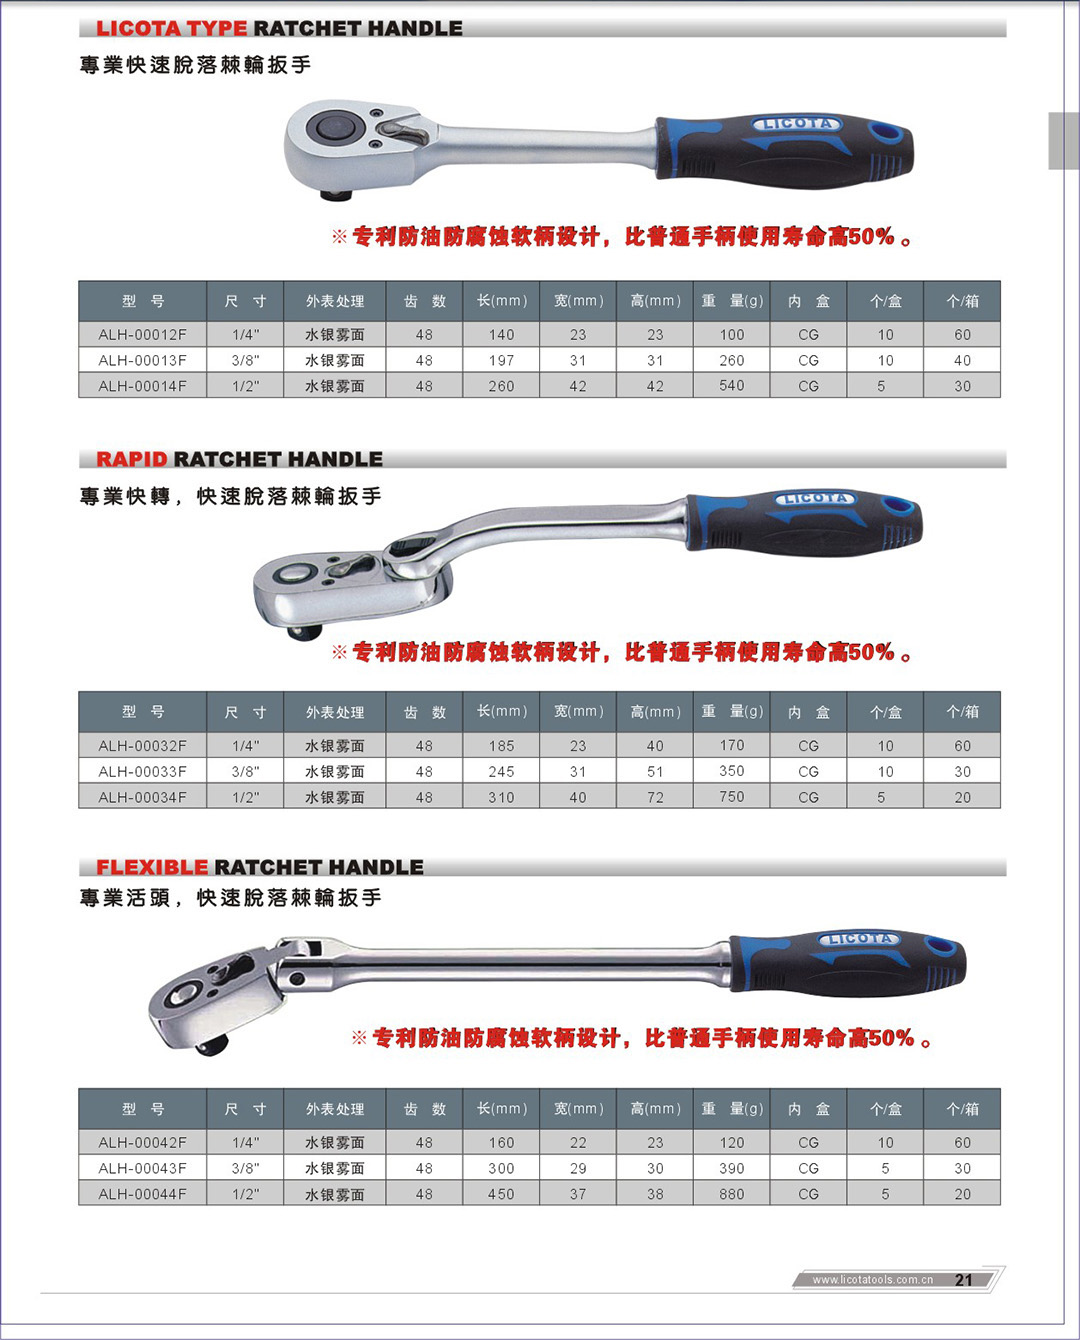 LICOTA TYPE RATCHET HANDLE
專業快速脫落棘輪扳手
LICOTA
※专利防油防腐蚀软柄设计，比普通手柄使用寿命高50%。
型 号 尺 寸 外表处理 齿 数 长(mm) 宽(mm) 高(mm) 重 量(g) 内 盒 个/盒 个/箱
ALH-00012F 1/4" 水银雾面 48 140 23 23 100 CG 10 60
ALH-00013F 3/8" 水银雾面 48 197 31 31 260 CG 10 40
ALH-00014F 1/2" 水银雾面 48 260 42 42 540 CG 5 30
RAPID RATCHET HANDLE
專業快轉，快速脫落棘輪扳手
LICOTA
※专利防油防腐蚀软柄设计，比普通手柄使用寿命高50%。
型 号 尺 寸 外表处理 齿 数 长(mm) 宽(mm) 高(mm) 重 量(g) 内 盒 个/盒 个/箱
ALH-00032F 1/4" 水银雾面 48 185 23 40 170 CG 10 60
ALH-00033F 3/8" 水银雾面 48 245 31 51 350 CG 10 30
ALH-00034F 1/2" 水银雾面 48 310 40 72 750 CG 5 20
FLEXIBLE RATCHET HANDLE
專業活頭，快速脫落棘輪扳手
LICOTA
※专利防油防腐蚀软柄设计，比普通手柄使用寿命高50%。
型 号 尺 寸 外表处理 齿 数 长(mm) 宽(mm) 高(mm) 重 量(g) 内 盒 个/盒 个/箱
ALH-00042F 1/4" 水银雾面 48 160 22 23 120 CG 10 60
ALH-00043F 3/8" 水银雾面 48 300 29 30 390 CG 5 30
ALH-00044F 1/2" 水银雾面 48 450 37 38 880 CG 5 20
www.licotatools.com.cn 21